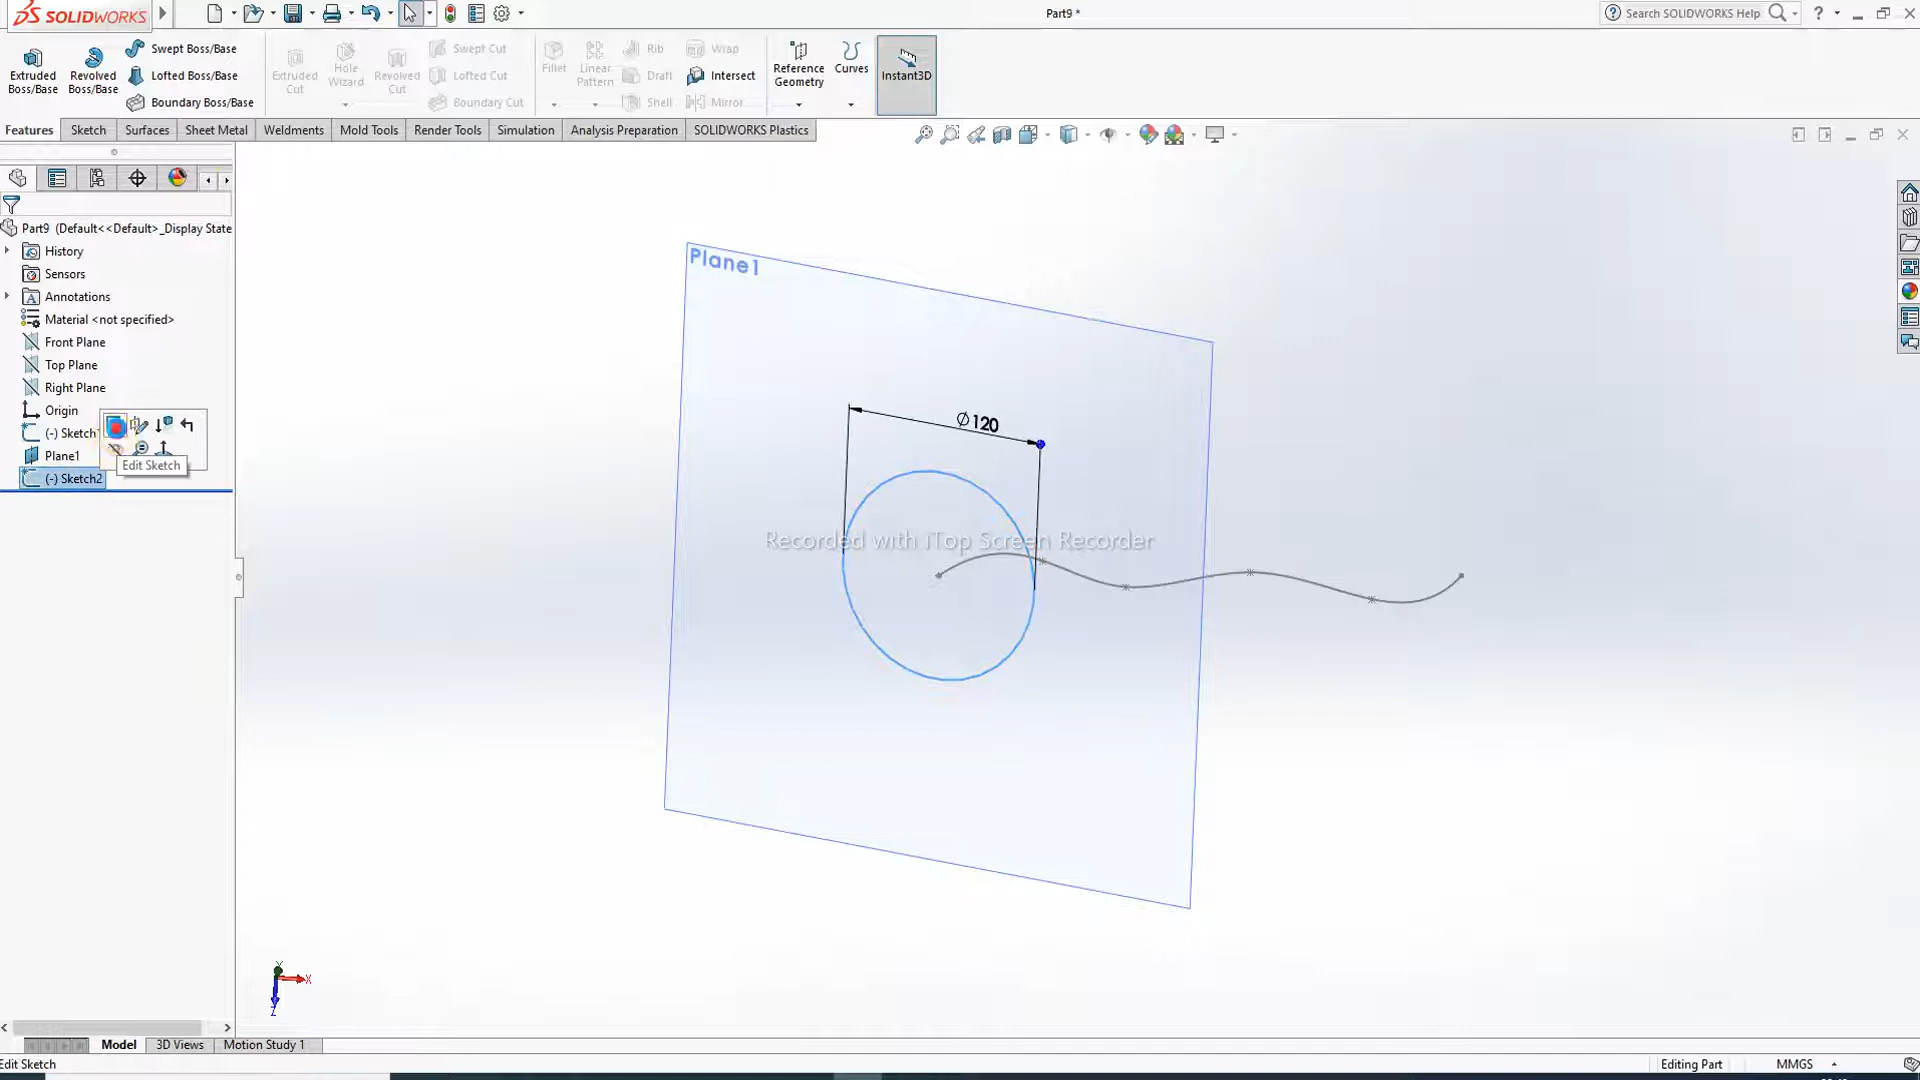 SOLIDWORKS
Part9 *
Search SOLIDWORKS Help
Extruded Boss/Base
Revolved Boss/Base
Swept Boss/Base
Lofted Boss/Base
Boundary Boss/Base
Extruded Cut
Hole Wizard
Revolved Cut
Swept Cut
Lofted Cut
Boundary Cut
Fillet
Linear Pattern
Rib
Draft
Shell
Wrap
Intersect
Mirror
Reference Geometry
Curves
Instant3D
Features
Sketch
Surfaces
Sheet Metal
Weldments
Mold Tools
Render Tools
Simulation
Analysis Preparation
SOLIDWORKS Plastics
Part9 (Default<<Default>_Display State
History
Sensors
Annotations
Material <not specified>
Front Plane
Top Plane
Right Plane
Origin
(-) Sketch1
Plane1
Edit Sketch
(-) Sketch2
Plane1
Ø120
Recorded with iTop Screen Recorder
Y
X
Z
Model
3D Views
Motion Study 1
Edit Sketch
Editing Part
MMGS